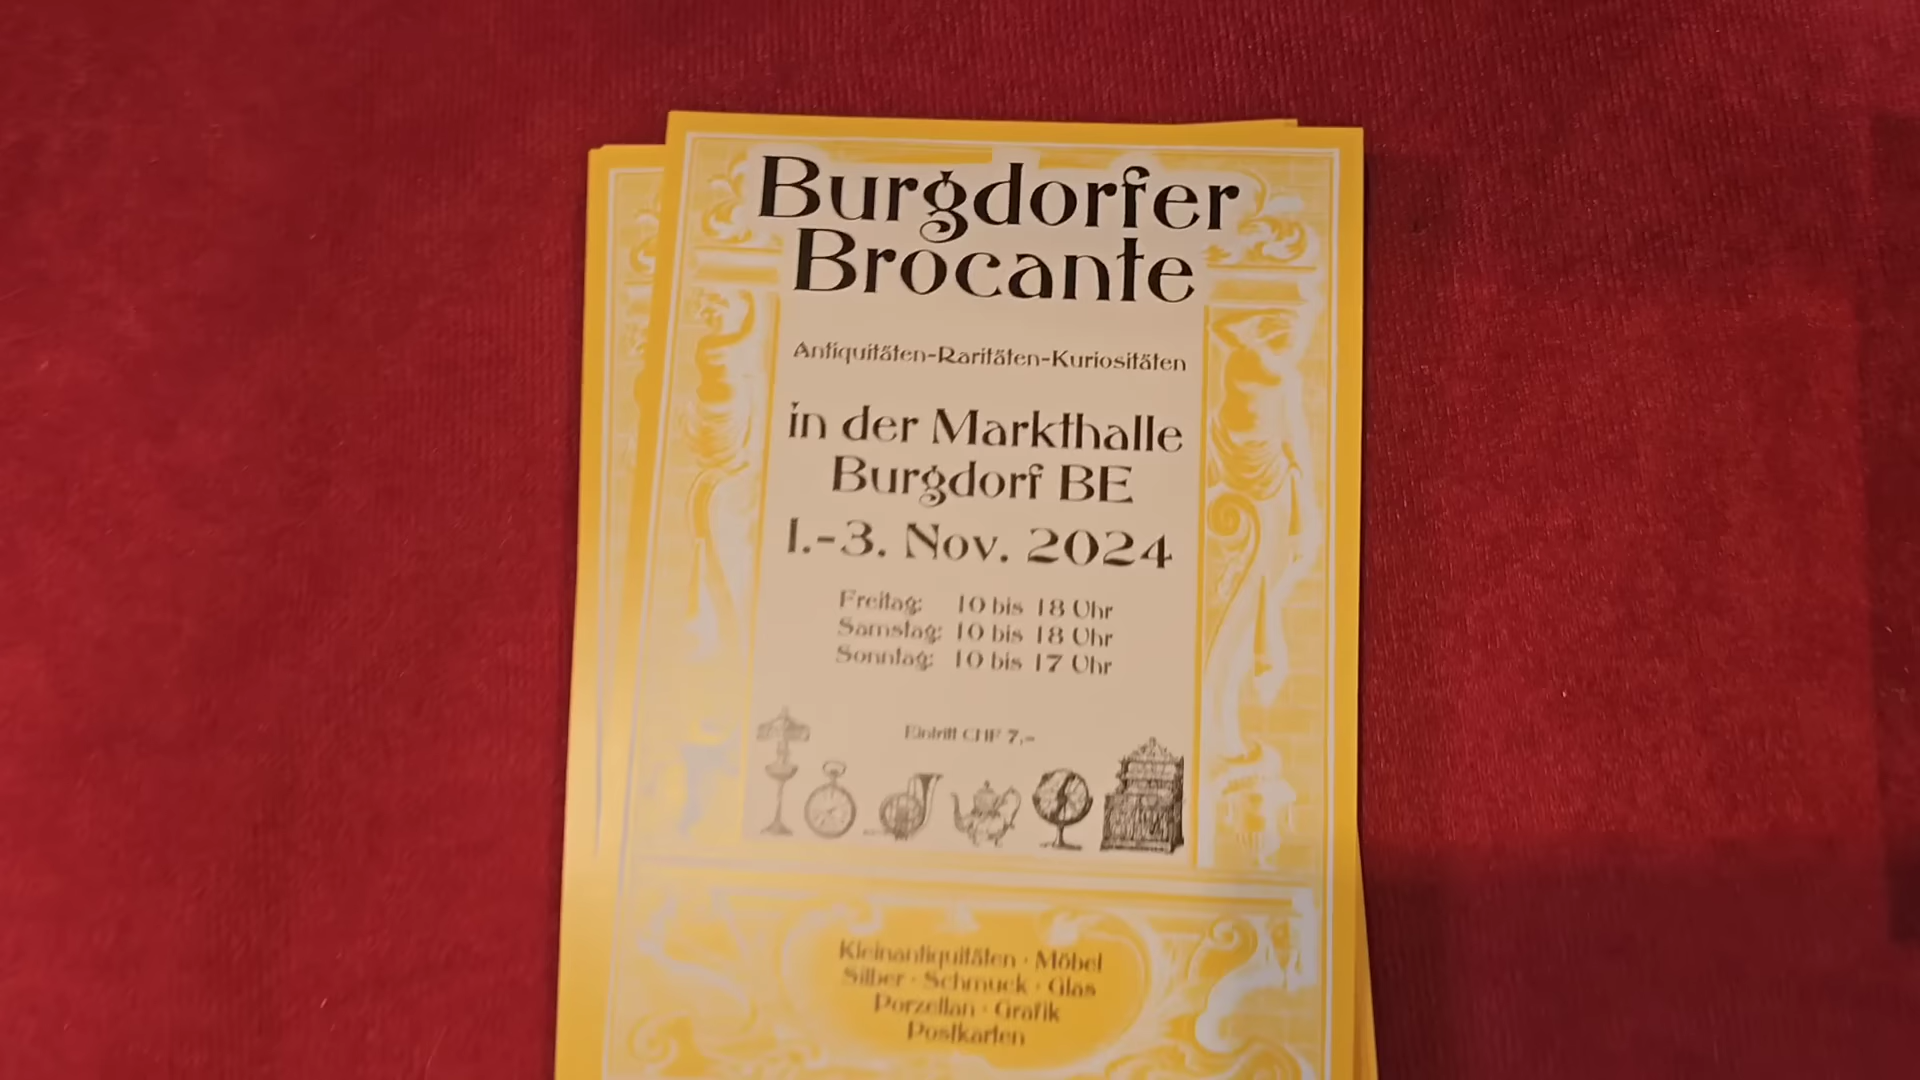 Burgdorfer
Brocante
Antiquitäten-Raritäten-Kuriositäten
in der Markthalle
Burgdorf BE
1.-3. Nov. 2024
Freitag: 10 bis 18 Uhr
Samstag: 10 bis 18 Uhr
Sonntag: 10 bis 17 Uhr
Eintritt CHF 7,-
Kleinantiquitäten · Möbel
Silber · Schmuck · Glas
Porzellan · Grafik
Postkarten